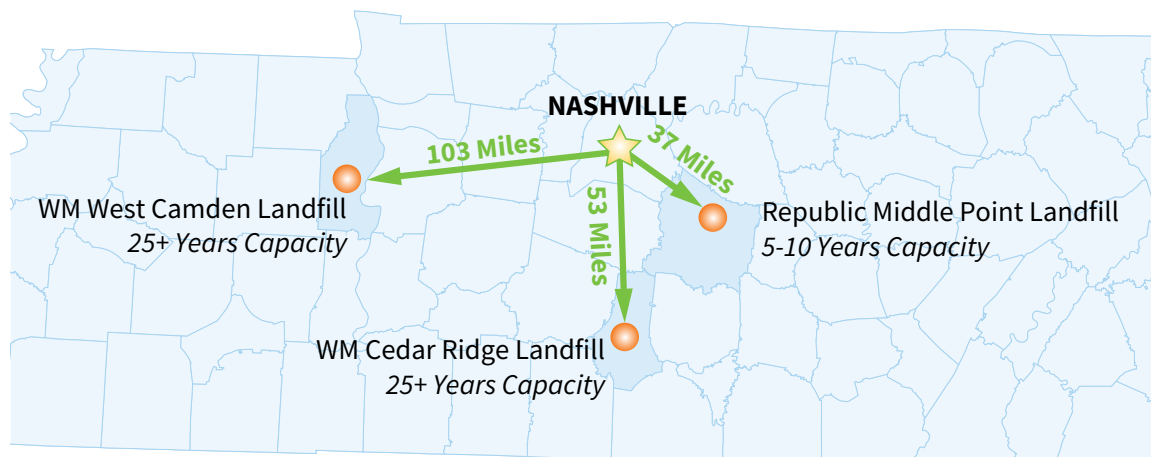 NASHVILLE
103 Miles
37 Miles
53 Miles
WM West Camden Landfill
25+ Years Capacity
Republic Middle Point Landfill
5-10 Years Capacity
WM Cedar Ridge Landfill
25+ Years Capacity